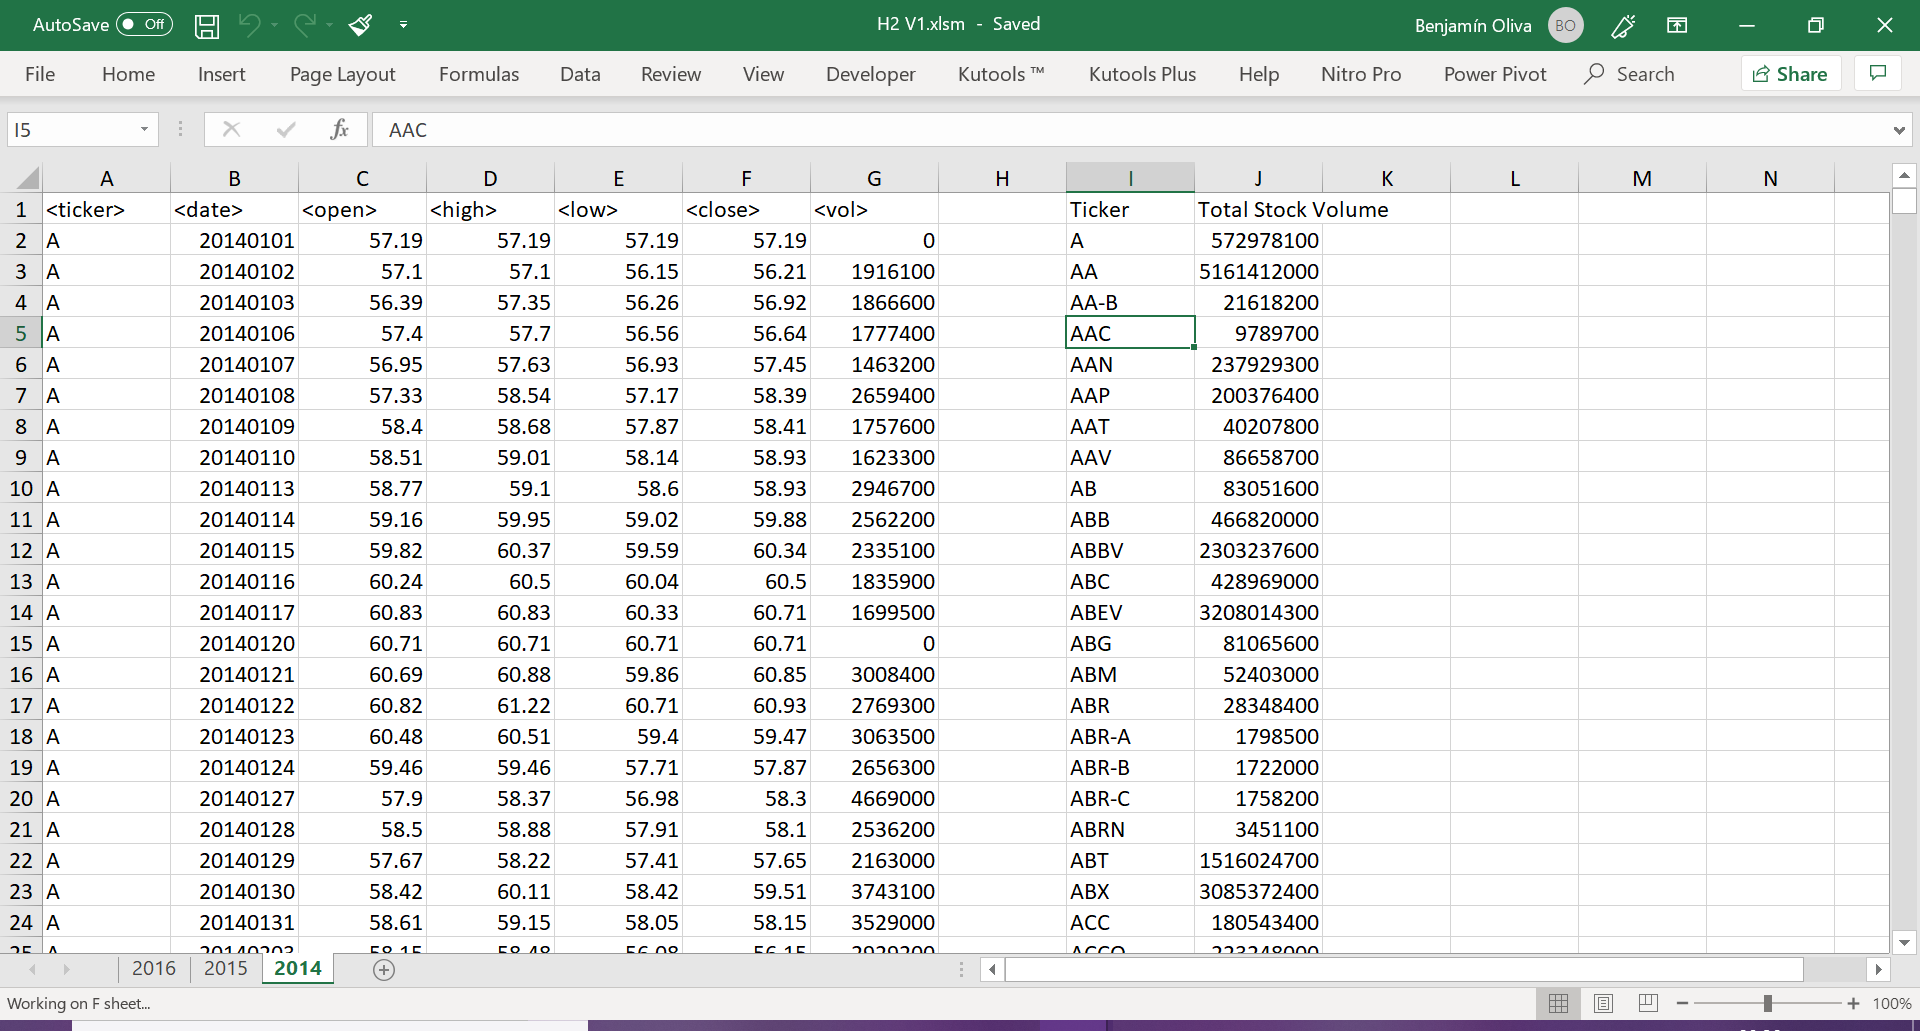 AutoSave Off H2 V1.xlsm - Saved Benjamín Oliva BO
File Home Insert Page Layout Formulas Data Review View Developer Kutools ™ Kutools Plus Help Nitro Pro Power Pivot Search Share
I5 fx AAC
A B C D E F G H I J K L M N
1 <ticker> <date> <open> <high> <low> <close> <vol> Ticker Total Stock Volume
2 A 20140101 57.19 57.19 57.19 57.19 0 A 572978100
3 A 20140102 57.1 57.1 56.15 56.21 1916100 AA 5161412000
4 A 20140103 56.39 57.35 56.26 56.92 1866600 AA-B 21618200
5 A 20140106 57.4 57.7 56.56 56.64 1777400 AAC 9789700
6 A 20140107 56.95 57.63 56.93 57.45 1463200 AAN 237929300
7 A 20140108 57.33 58.54 57.17 58.39 2659400 AAP 200376400
8 A 20140109 58.4 58.68 57.87 58.41 1757600 AAT 40207800
9 A 20140110 58.51 59.01 58.14 58.93 1623300 AAV 86658700
10 A 20140113 58.77 59.1 58.6 58.93 2946700 AB 83051600
11 A 20140114 59.16 59.95 59.02 59.88 2562200 ABB 466820000
12 A 20140115 59.82 60.37 59.59 60.34 2335100 ABBV 2303237600
13 A 20140116 60.24 60.5 60.04 60.5 1835900 ABC 428969000
14 A 20140117 60.83 60.83 60.33 60.71 1699500 ABEV 3208014300
15 A 20140120 60.71 60.71 60.71 60.71 0 ABG 81065600
16 A 20140121 60.69 60.88 59.86 60.85 3008400 ABM 52403000
17 A 20140122 60.82 61.22 60.71 60.93 2769300 ABR 28348400
18 A 20140123 60.48 60.51 59.4 59.47 3063500 ABR-A 1798500
19 A 20140124 59.46 59.46 57.71 57.87 2656300 ABR-B 1722000
20 A 20140127 57.9 58.37 56.98 58.3 4669000 ABR-C 1758200
21 A 20140128 58.5 58.88 57.91 58.1 2536200 ABRN 3451100
22 A 20140129 57.67 58.22 57.41 57.65 2163000 ABT 1516024700
23 A 20140130 58.42 60.11 58.42 59.51 3743100 ABX 3085372400
24 A 20140131 58.61 59.15 58.05 58.15 3529000 ACC 180543400
25 A 20140203 58.15 58.48
2016 2015 2014
Working on F sheet... 100%